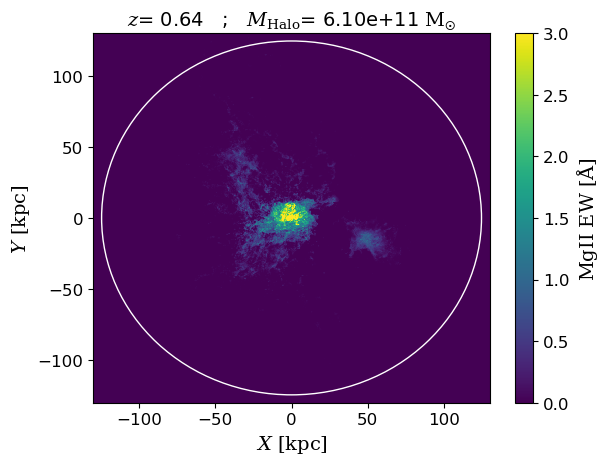 z= 0.64 ; M_Halo= 6.10e+11 M_⊙
100
50
0
−50
−100
Y [kpc]
−100 −50 0 50 100
X [kpc]
3.0
2.5
2.0
1.5
1.0
0.5
0.0
MgII EW [Å]